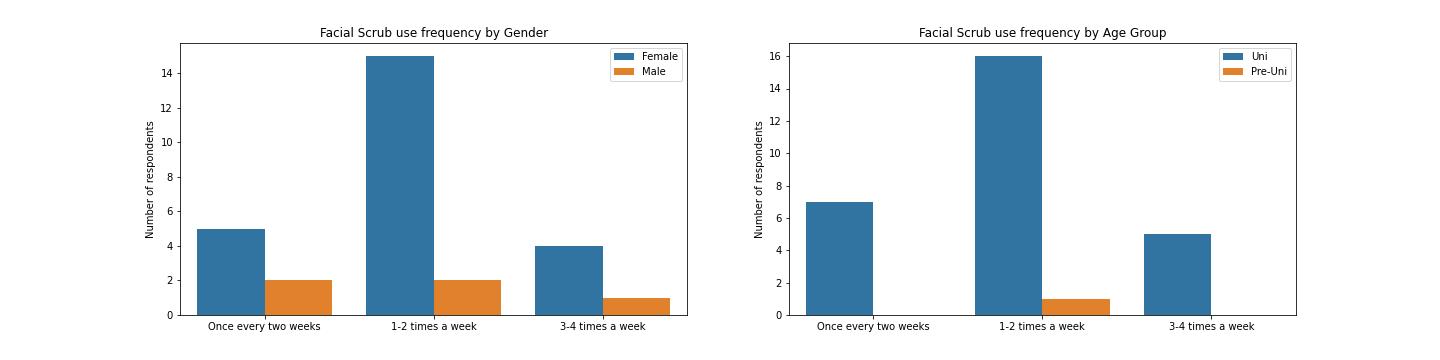 Facial Scrub use frequency by Gender
Number of respondents
14
12
10
8
6
4
2
0
Female
Male
Once every two weeks
1-2 times a week
3-4 times a week
Facial Scrub use frequency by Age Group
Number of respondents
16
14
12
10
8
6
4
2
0
Uni
Pre-Uni
Once every two weeks
1-2 times a week
3-4 times a week